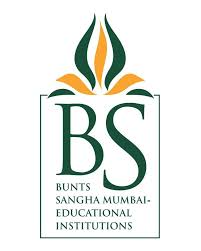 BS
BUNTS
SANGHA MUMBAI-
EDUCATIONAL
INSTITUTIONS